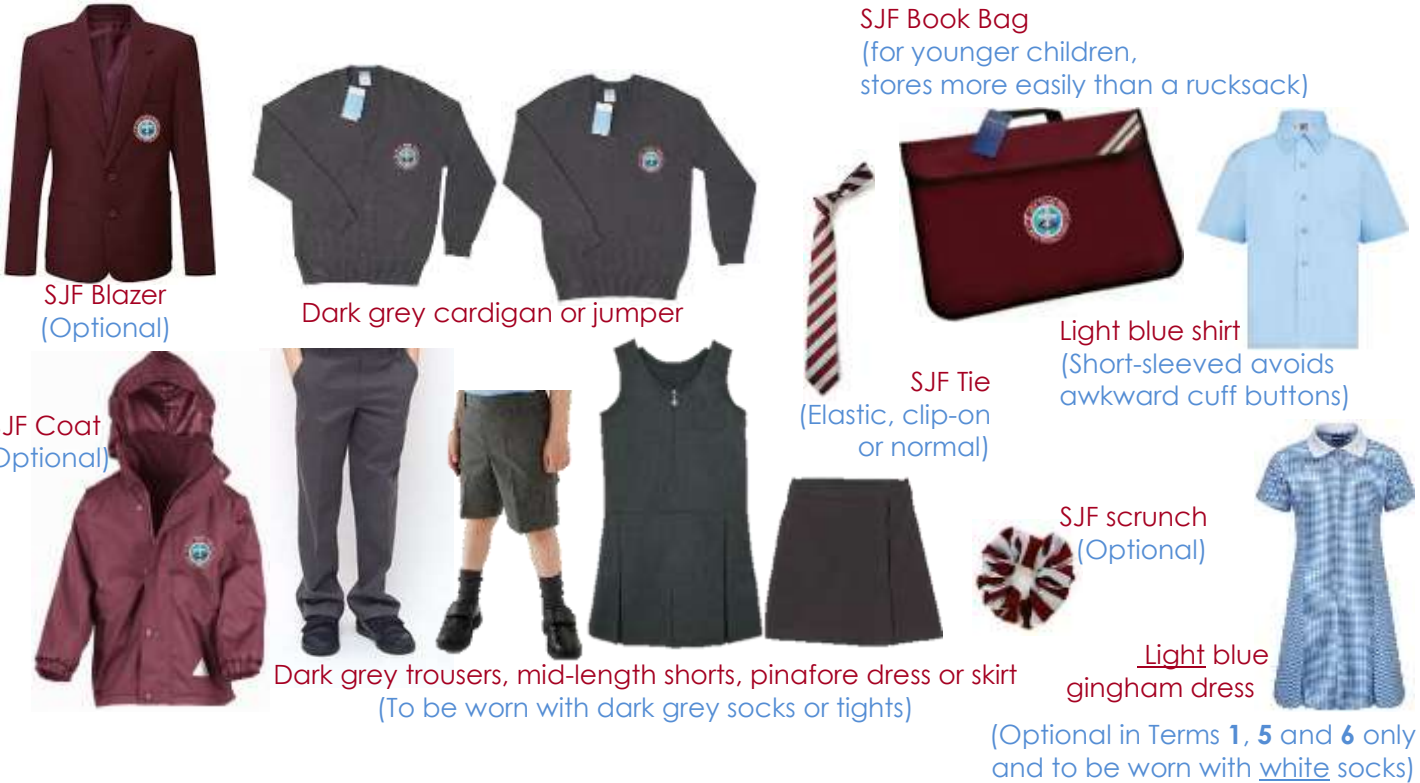 SJF Book Bag
(for younger children,
stores more easily than a rucksack)
SJF Blazer
(Optional)
Dark grey cardigan or jumper
Light blue shirt
(Short-sleeved avoids
awkward cuff buttons)
SJF Tie
(Elastic, clip-on
or normal)
JF Coat
Optional)
SJF scrunch
(Optional)
Dark grey trousers, mid-length shorts, pinafore dress or skirt
(To be worn with dark grey socks or tights)
Light blue
gingham dress
(Optional in Terms 1, 5 and 6 only
and to be worn with white socks)